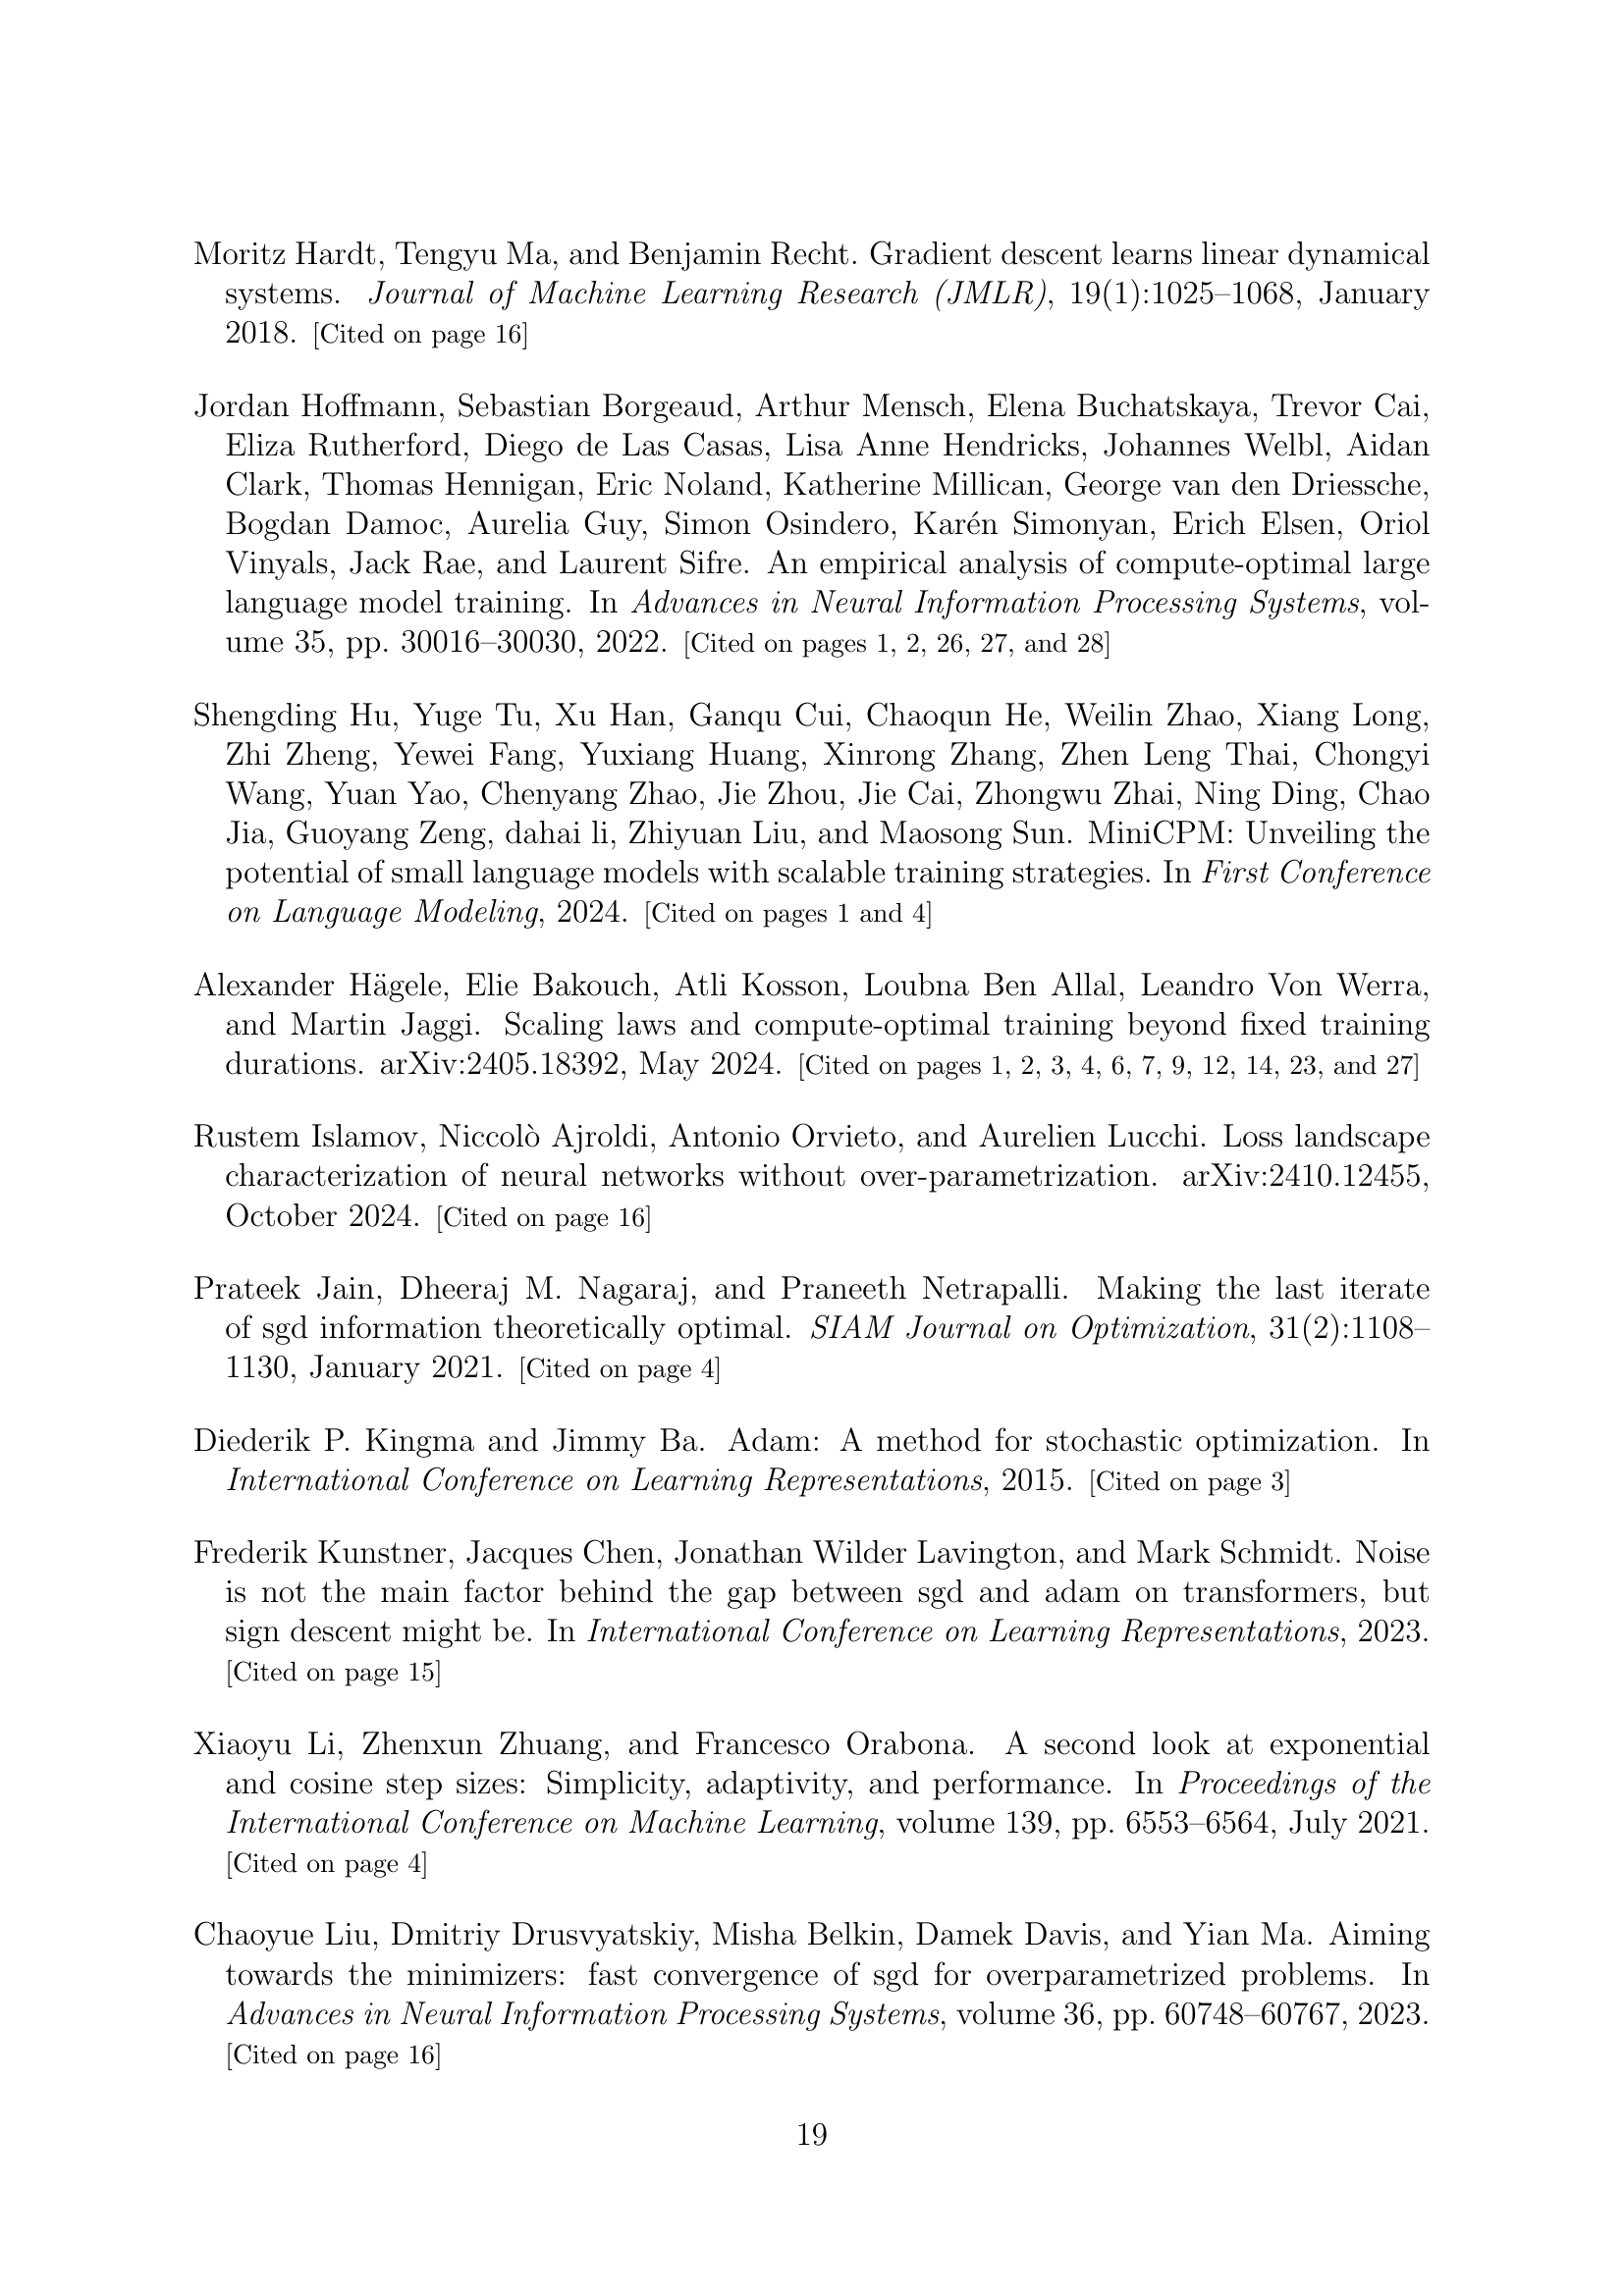 Moritz Hardt, Tengyu Ma, and Benjamin Recht. Gradient descent learns linear dynamical
systems. Journal of Machine Learning Research (JMLR), 19(1):1025–1068, January
2018. [Cited on page 16]
Jordan Hoffmann, Sebastian Borgeaud, Arthur Mensch, Elena Buchatskaya, Trevor Cai,
Eliza Rutherford, Diego de Las Casas, Lisa Anne Hendricks, Johannes Welbl, Aidan
Clark, Thomas Hennigan, Eric Noland, Katherine Millican, George van den Driessche,
Bogdan Damoc, Aurelia Guy, Simon Osindero, Karén Simonyan, Erich Elsen, Oriol
Vinyals, Jack Rae, and Laurent Sifre. An empirical analysis of compute-optimal large
language model training. In Advances in Neural Information Processing Systems, vol-
ume 35, pp. 30016–30030, 2022. [Cited on pages 1, 2, 26, 27, and 28]
Shengding Hu, Yuge Tu, Xu Han, Ganqu Cui, Chaoqun He, Weilin Zhao, Xiang Long,
Zhi Zheng, Yewei Fang, Yuxiang Huang, Xinrong Zhang, Zhen Leng Thai, Chongyi
Wang, Yuan Yao, Chenyang Zhao, Jie Zhou, Jie Cai, Zhongwu Zhai, Ning Ding, Chao
Jia, Guoyang Zeng, dahai li, Zhiyuan Liu, and Maosong Sun. MiniCPM: Unveiling the
potential of small language models with scalable training strategies. In First Conference
on Language Modeling, 2024. [Cited on pages 1 and 4]
Alexander Hägele, Elie Bakouch, Atli Kosson, Loubna Ben Allal, Leandro Von Werra,
and Martin Jaggi. Scaling laws and compute-optimal training beyond fixed training
durations. arXiv:2405.18392, May 2024. [Cited on pages 1, 2, 3, 4, 6, 7, 9, 12, 14, 23, and 27]
Rustem Islamov, Niccolò Ajroldi, Antonio Orvieto, and Aurelien Lucchi. Loss landscape
characterization of neural networks without over-parametrization. arXiv:2410.12455,
October 2024. [Cited on page 16]
Prateek Jain, Dheeraj M. Nagaraj, and Praneeth Netrapalli. Making the last iterate
of sgd information theoretically optimal. SIAM Journal on Optimization, 31(2):1108–
1130, January 2021. [Cited on page 4]
Diederik P. Kingma and Jimmy Ba. Adam: A method for stochastic optimization. In
International Conference on Learning Representations, 2015. [Cited on page 3]
Frederik Kunstner, Jacques Chen, Jonathan Wilder Lavington, and Mark Schmidt. Noise
is not the main factor behind the gap between sgd and adam on transformers, but
sign descent might be. In International Conference on Learning Representations, 2023.
[Cited on page 15]
Xiaoyu Li, Zhenxun Zhuang, and Francesco Orabona. A second look at exponential
and cosine step sizes: Simplicity, adaptivity, and performance. In Proceedings of the
International Conference on Machine Learning, volume 139, pp. 6553–6564, July 2021.
[Cited on page 4]
Chaoyue Liu, Dmitriy Drusvyatskiy, Misha Belkin, Damek Davis, and Yian Ma. Aiming
towards the minimizers: fast convergence of sgd for overparametrized problems. In
Advances in Neural Information Processing Systems, volume 36, pp. 60748–60767, 2023.
[Cited on page 16]
19